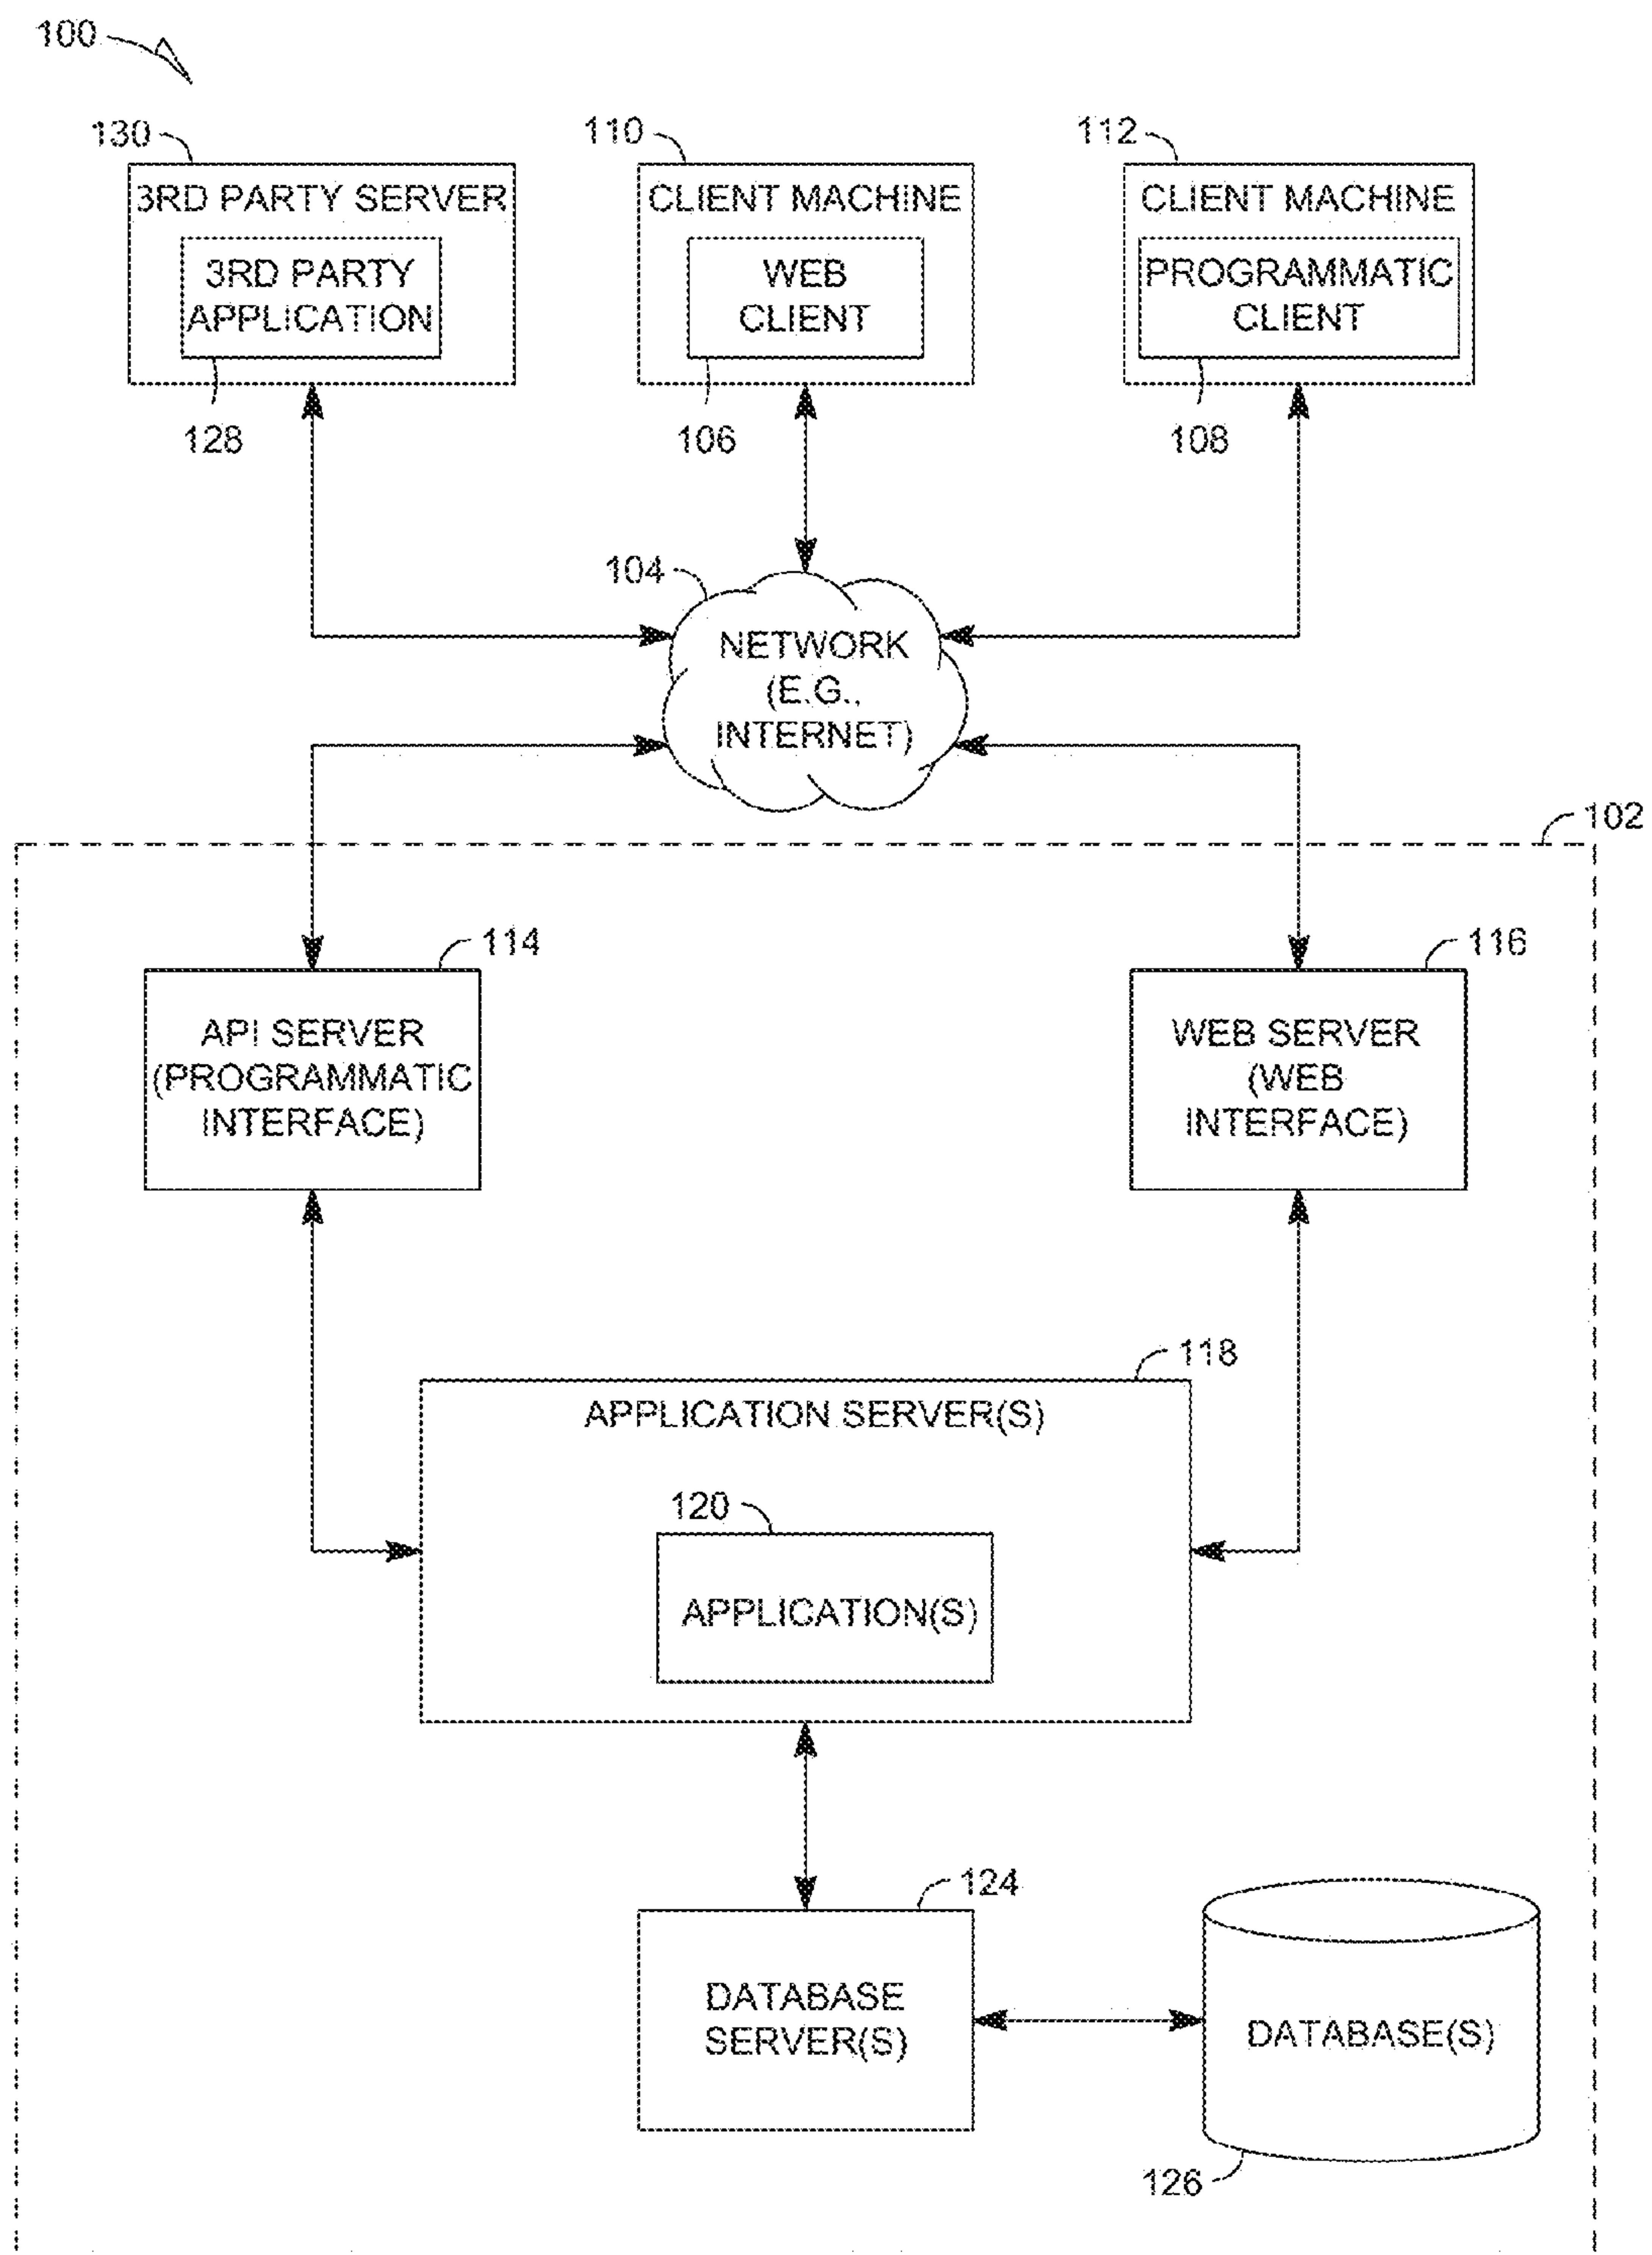 100
130
110
112
3RD PARTY SERVER
CLIENT MACHINE
CLIENT MACHINE
3RD PARTY
APPLICATION
WEB
CLIENT
PROGRAMMATIC
CLIENT
128
106
108
104
NETWORK
(E.G.,
INTERNET)
102
114
116
API SERVER
(PROGRAMMATIC
INTERFACE)
WEB SERVER
(WEB
INTERFACE)
118
APPLICATION SERVER(S)
120
APPLICATION(S)
124
DATABASE
SERVER(S)
DATABASE(S)
126